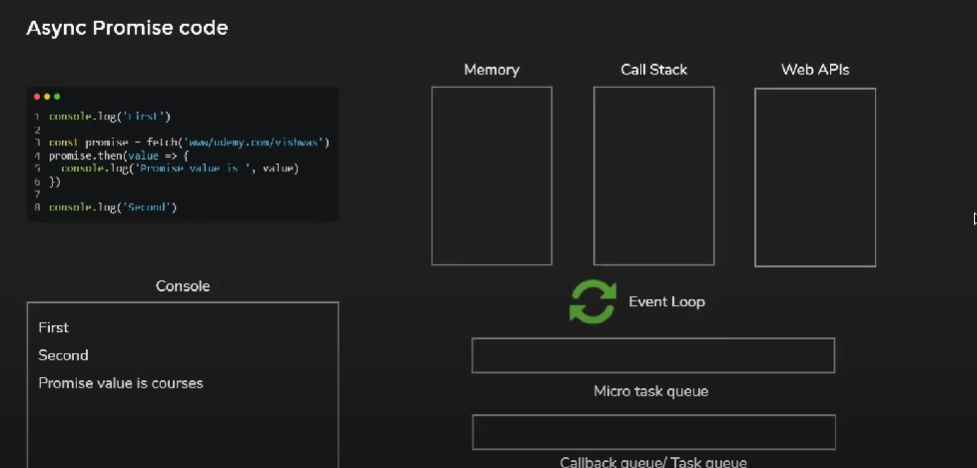 Async Promise code
Memory
Call Stack
Web APIs
1 console.log('First')
2
3 const promise = fetch('www/udemy.com/vishwas')
4 promise.then(value => {
5 console.log('Promise value is ', value)
6 })
7
8 console.log('Second')
Console
First
Second
Promise value is courses
Event Loop
Micro task queue
Callback queue/ Task queue